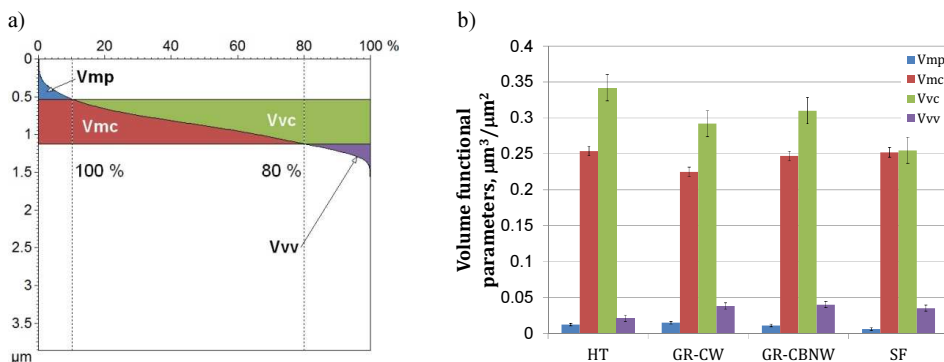 a)
0 20 40 60 80 100 %
0
0.5
1
1.5
2
2.5
3
3.5
µm
Vmp
Vmc
Vvc
100 %
80 %
Vvv
b)
Volume functional
parameters, µm³/µm²
0.4
0.35
0.3
0.25
0.2
0.15
0.1
0.05
0
HT GR-CW GR-CBNW SF
Vmp
Vmc
Vvc
Vvv